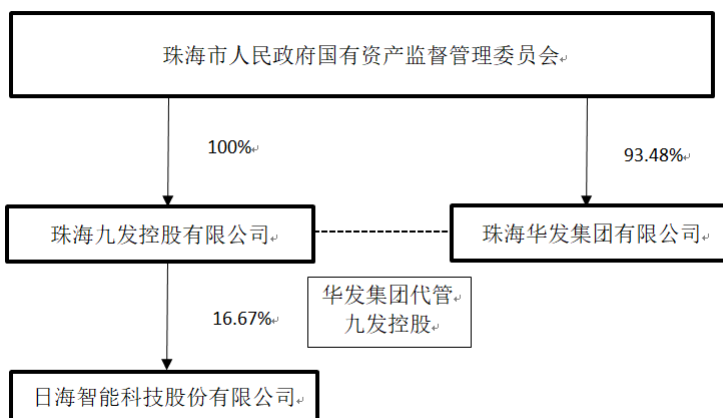 珠海市人民政府国有资产监督管理委员会
100%
93.48%
珠海九发控股有限公司
珠海华发集团有限公司
华发集团代管
九发控股
16.67%
日海智能科技股份有限公司